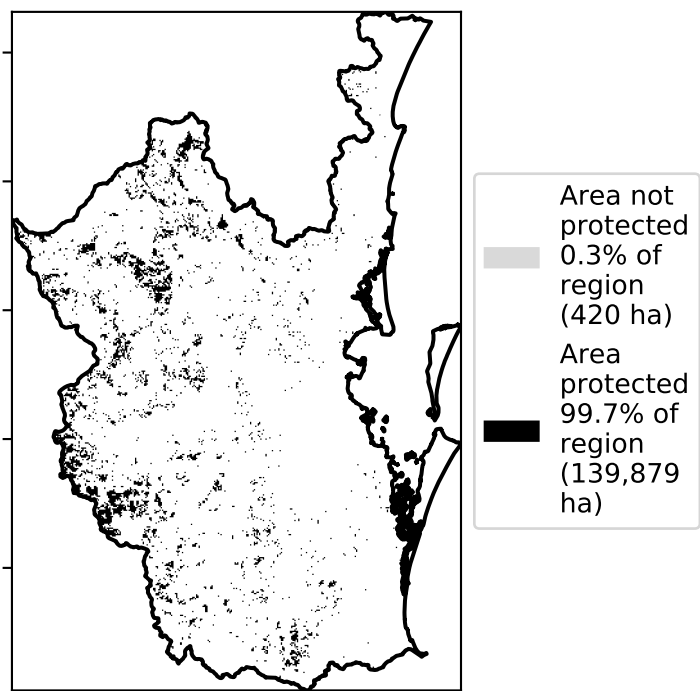 Area not
protected
0.3% of
region
(420 ha)
Area
protected
99.7% of
region
(139,879
ha)